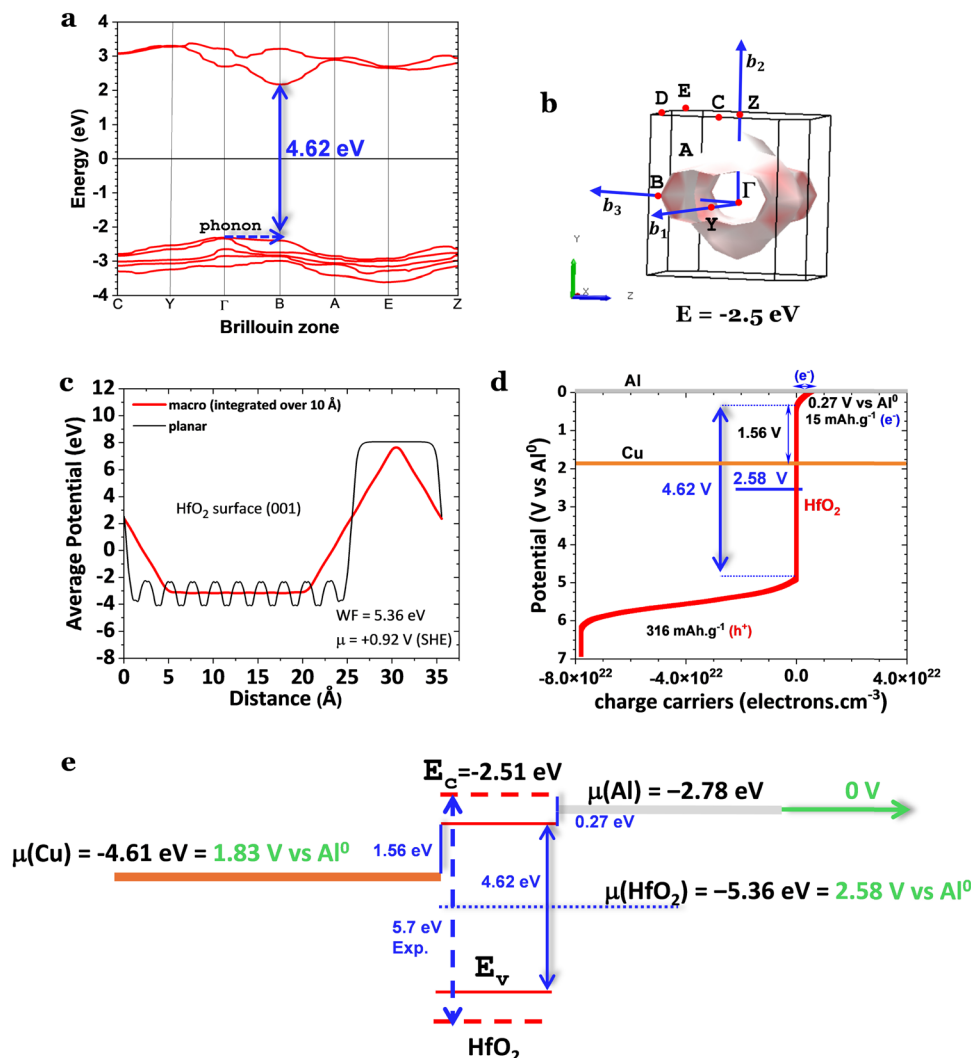 a
4
3
2
1
0
-1
-2
-3
-4
Energy (eV)
4.62 eV
phonon
C Y Γ B A E Z
Brillouin zone
b
b₂
D E C Z
A
B Γ
b₃ b₁ Y
Y
X Z
E = -2.5 eV
c
12
10
8
6
4
2
0
-2
-4
-6
-8
Average Potential (eV)
macro (integrated over 10 Å)
planar
HfO₂ surface (001)
WF = 5.36 eV
μ = +0.92 V (SHE)
0 5 10 15 20 25 30 35
Distance (Å)
d
(e⁻)
Al
0
1
2
3
4
5
6
7
Potential (V vs Al⁰)
0.27 V vs Al⁰
15 mAh.g⁻¹ (e⁻)
1.56 V
Cu
2.58 V
4.62 V
HfO₂
316 mAh.g⁻¹ (h⁺)
-8.0×10²² -4.0×10²² 0.0 4.0×10²²
charge carriers (electrons.cm⁻³)
e
E_c=-2.51 eV
μ(Al) = −2.78 eV
0 V
0.27 eV
μ(Cu) = -4.61 eV = 1.83 V vs Al⁰
1.56 eV
4.62 eV
μ(HfO₂) = −5.36 eV = 2.58 V vs Al⁰
5.7 eV
Exp.
E_v
HfO₂